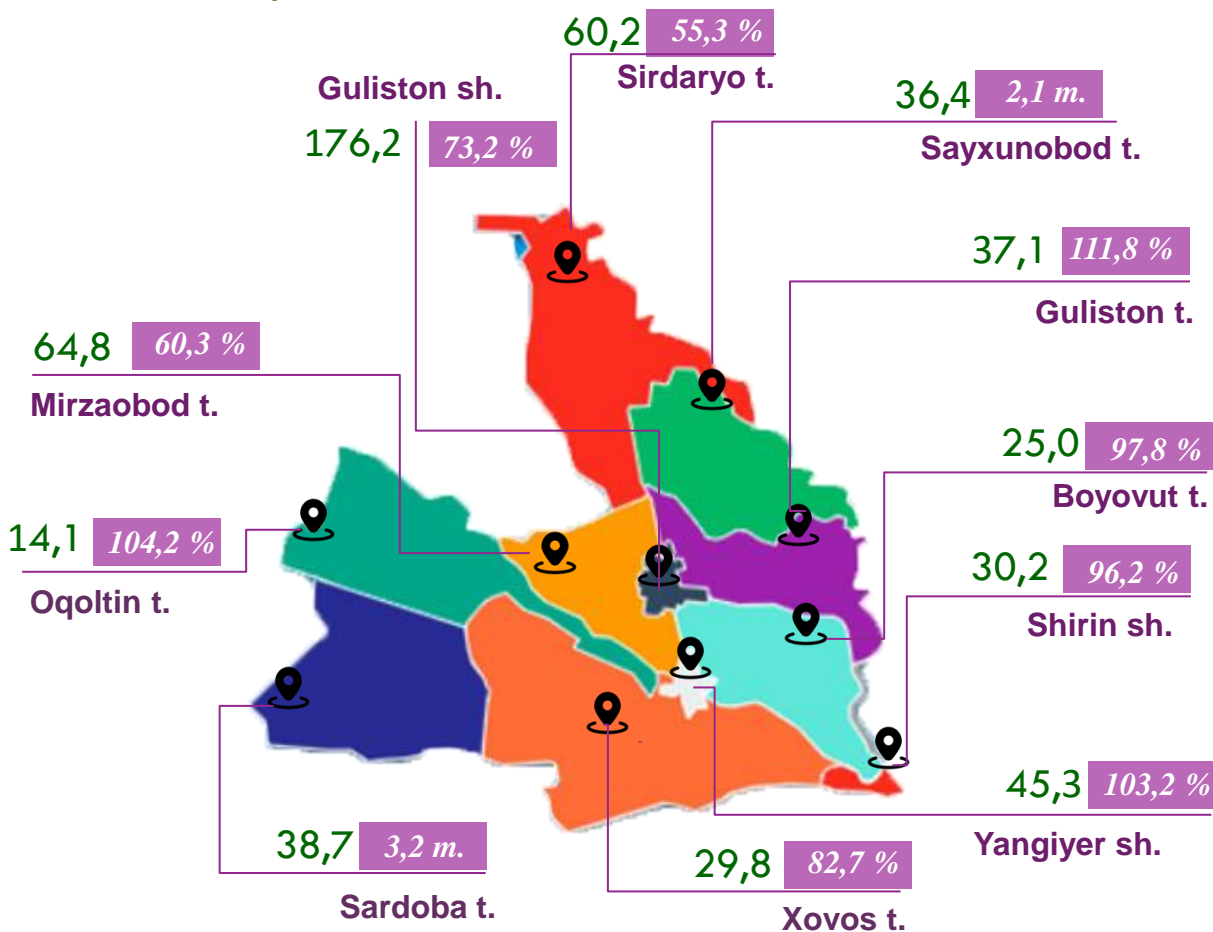 60,2 55,3 %
Sirdaryo t.
Guliston sh.
176,2 73,2 %
36,4 2,1 m.
Sayxunobod t.
37,1 111,8 %
Guliston t.
64,8 60,3 %
Mirzaobod t.
25,0 97,8 %
Boyovut t.
14,1 104,2 %
Oqoltin t.
30,2 96,2 %
Shirin sh.
45,3 103,2 %
Yangiyer sh.
38,7 3,2 m.
Sardoba t.
29,8 82,7 %
Xovos t.